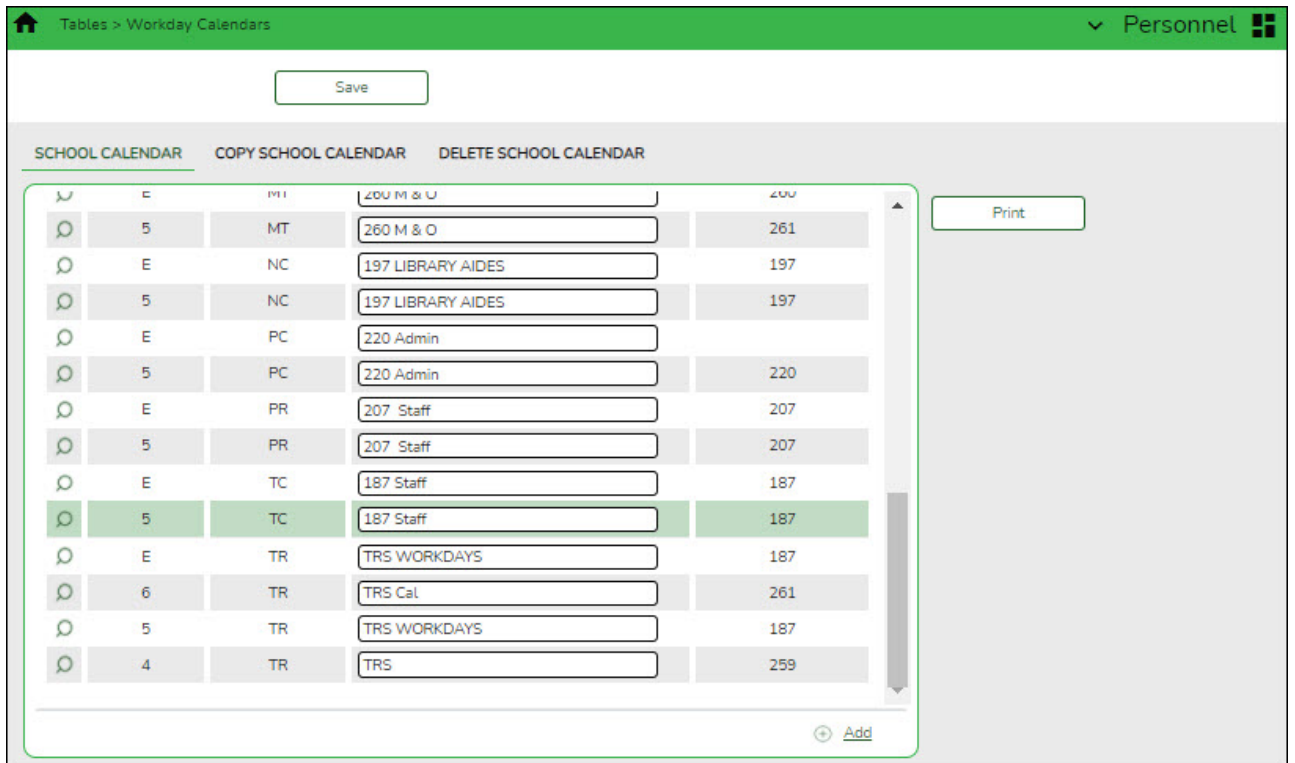 Tables > Workday Calendars Personnel
Save
SCHOOL CALENDAR COPY SCHOOL CALENDAR DELETE SCHOOL CALENDAR
E MT 260 M & O 260
Print
5 MT 260 M & O 261
E NC 197 LIBRARY AIDES 197
5 NC 197 LIBRARY AIDES 197
E PC 220 Admin
5 PC 220 Admin 220
E PR 207 Staff 207
5 PR 207 Staff 207
E TC 187 Staff 187
5 TC 187 Staff 187
E TR TRS WORKDAYS 187
6 TR TRS Cal 261
5 TR TRS WORKDAYS 187
4 TR TRS 259
Add